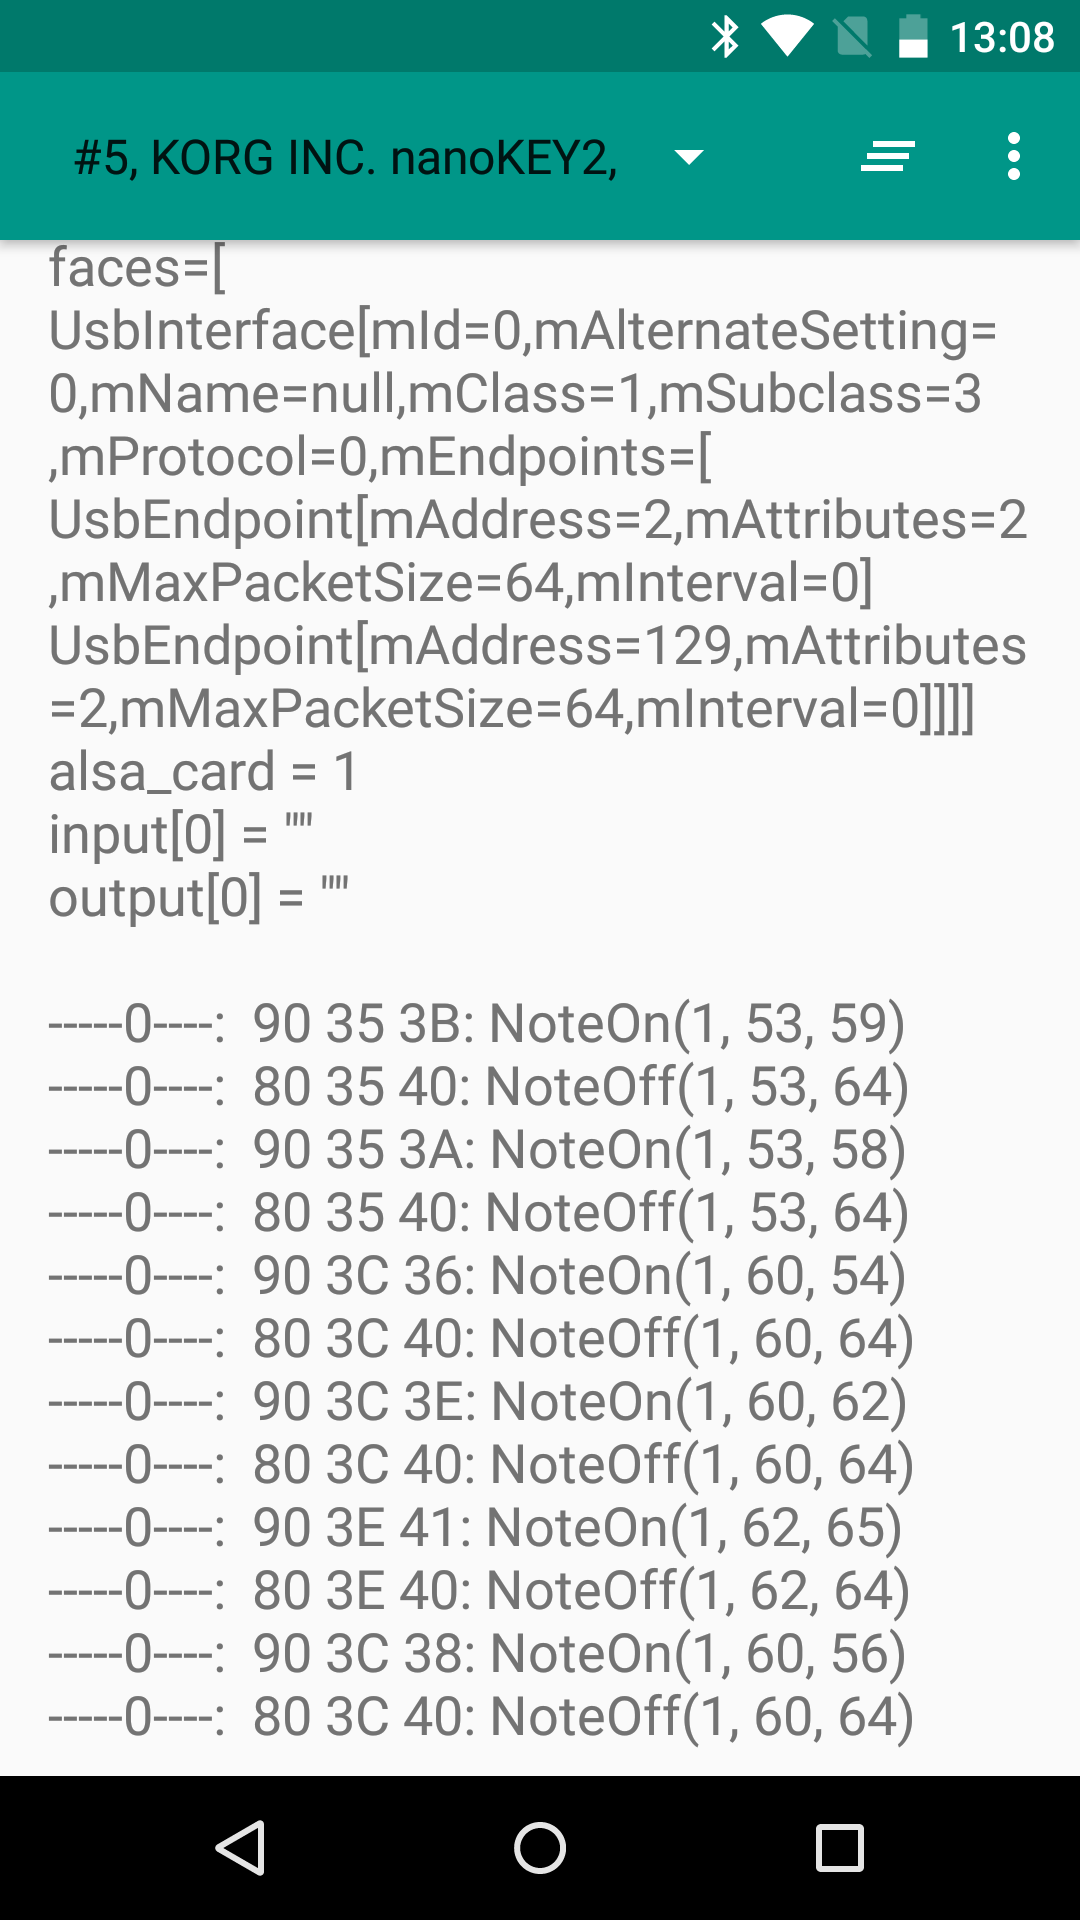 13:08
#5, KORG INC. nanoKEY2,
faces=[
UsbInterface[mId=0,mAlternateSetting=
0,mName=null,mClass=1,mSubclass=3
,mProtocol=0,mEndpoints=[
UsbEndpoint[mAddress=2,mAttributes=2
,mMaxPacketSize=64,mInterval=0]
UsbEndpoint[mAddress=129,mAttributes
=2,mMaxPacketSize=64,mInterval=0]]]]
alsa_card = 1
input[0] = ""
output[0] = ""
-----0----:  90 35 3B: NoteOn(1, 53, 59)
-----0----:  80 35 40: NoteOff(1, 53, 64)
-----0----:  90 35 3A: NoteOn(1, 53, 58)
-----0----:  80 35 40: NoteOff(1, 53, 64)
-----0----:  90 3C 36: NoteOn(1, 60, 54)
-----0----:  80 3C 40: NoteOff(1, 60, 64)
-----0----:  90 3C 3E: NoteOn(1, 60, 62)
-----0----:  80 3C 40: NoteOff(1, 60, 64)
-----0----:  90 3E 41: NoteOn(1, 62, 65)
-----0----:  80 3E 40: NoteOff(1, 62, 64)
-----0----:  90 3C 38: NoteOn(1, 60, 56)
-----0----:  80 3C 40: NoteOff(1, 60, 64)